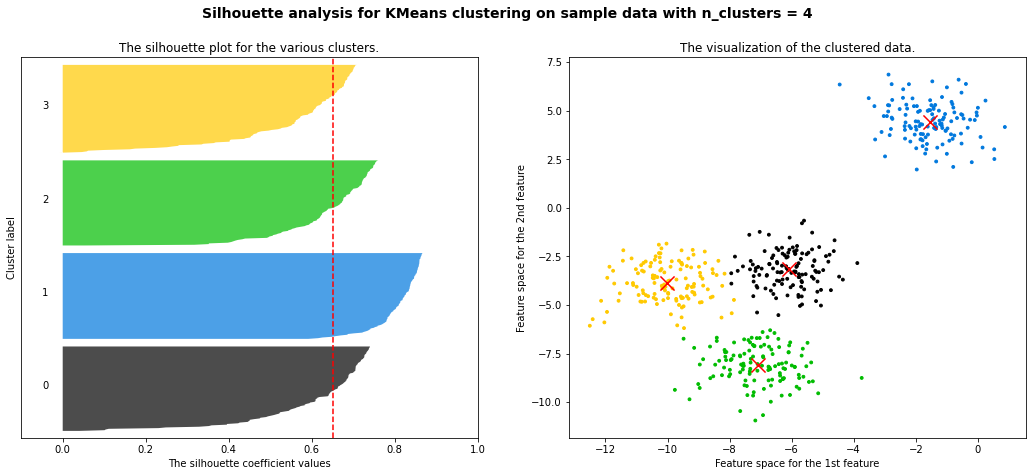 Silhouette analysis for KMeans clustering on sample data with n_clusters = 4
The silhouette plot for the various clusters.
Cluster label
3
2
1
0
0.0 0.2 0.4 0.6 0.8 1.0
The silhouette coefficient values
The visualization of the clustered data.
Feature space for the 2nd feature
7.5
5.0
2.5
0.0
−2.5
−5.0
−7.5
−10.0
−12 −10 −8 −6 −4 −2 0
Feature space for the 1st feature